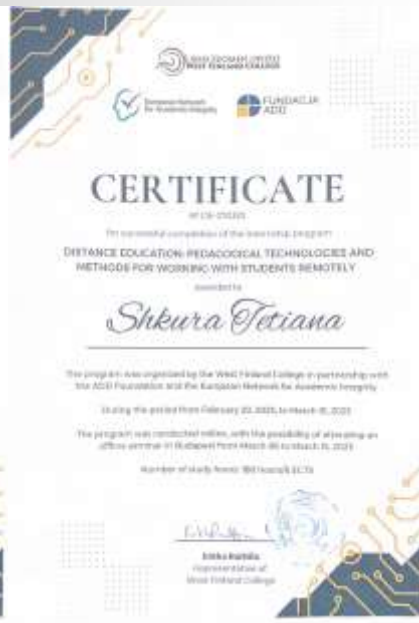 WEST FINLAND COLLEGE
European Network
for Academic Integrity
FUNDACJA
ADD
CERTIFICATE
for successful completion of the internship program
DISTANCE EDUCATION: PEDAGOGICAL TECHNOLOGIES AND
METHODS FOR WORKING WITH STUDENTS REMOTELY
awarded to
Shkura Tetiana
The program was organized by the West Finland College in partnership with
the ADD Foundation and the European Network for Academic Integrity
During the period from February 2025, to March 2025
The program was conducted online, with the possibility of attending an
offline seminar in Budapest from March to March 2025
Number of study hours: 180 hours/6 ECTS
representative of
West Finland College